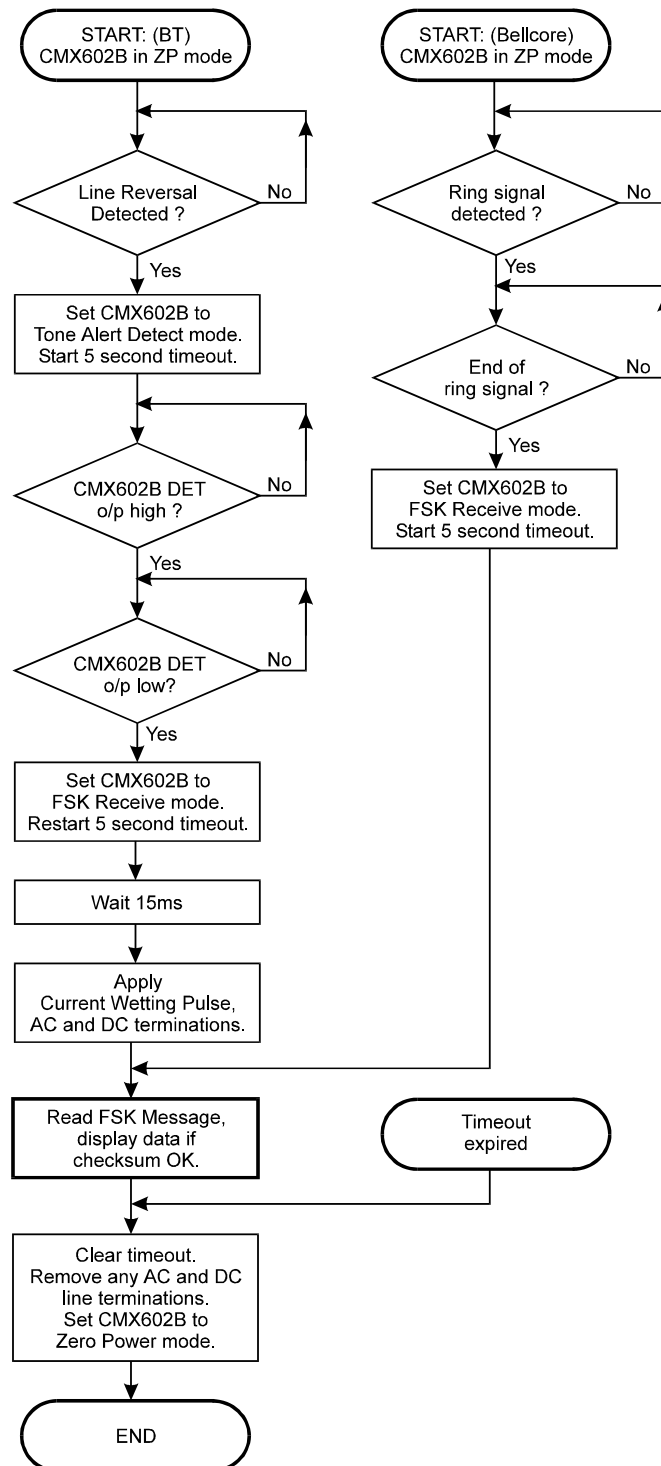 START: (BT)
CMX602B in ZP mode
Line Reversal
Detected ?
No
Yes
Set CMX602B to
Tone Alert Detect mode.
Start 5 second timeout.
CMX602B DET
o/p high ?
No
Yes
CMX602B DET
o/p low?
No
Yes
Set CMX602B to
FSK Receive mode.
Restart 5 second timeout.
Wait 15ms
Apply
Current Wetting Pulse,
AC and DC terminations.
START: (Bellcore)
CMX602B in ZP mode
Ring signal
detected ?
No
Yes
End of
ring signal ?
No
Yes
Set CMX602B to
FSK Receive mode.
Start 5 second timeout.
Read FSK Message,
display data if
checksum OK.
Timeout
expired
Clear timeout.
Remove any AC and DC
line terminations.
Set CMX602B to
Zero Power mode.
END